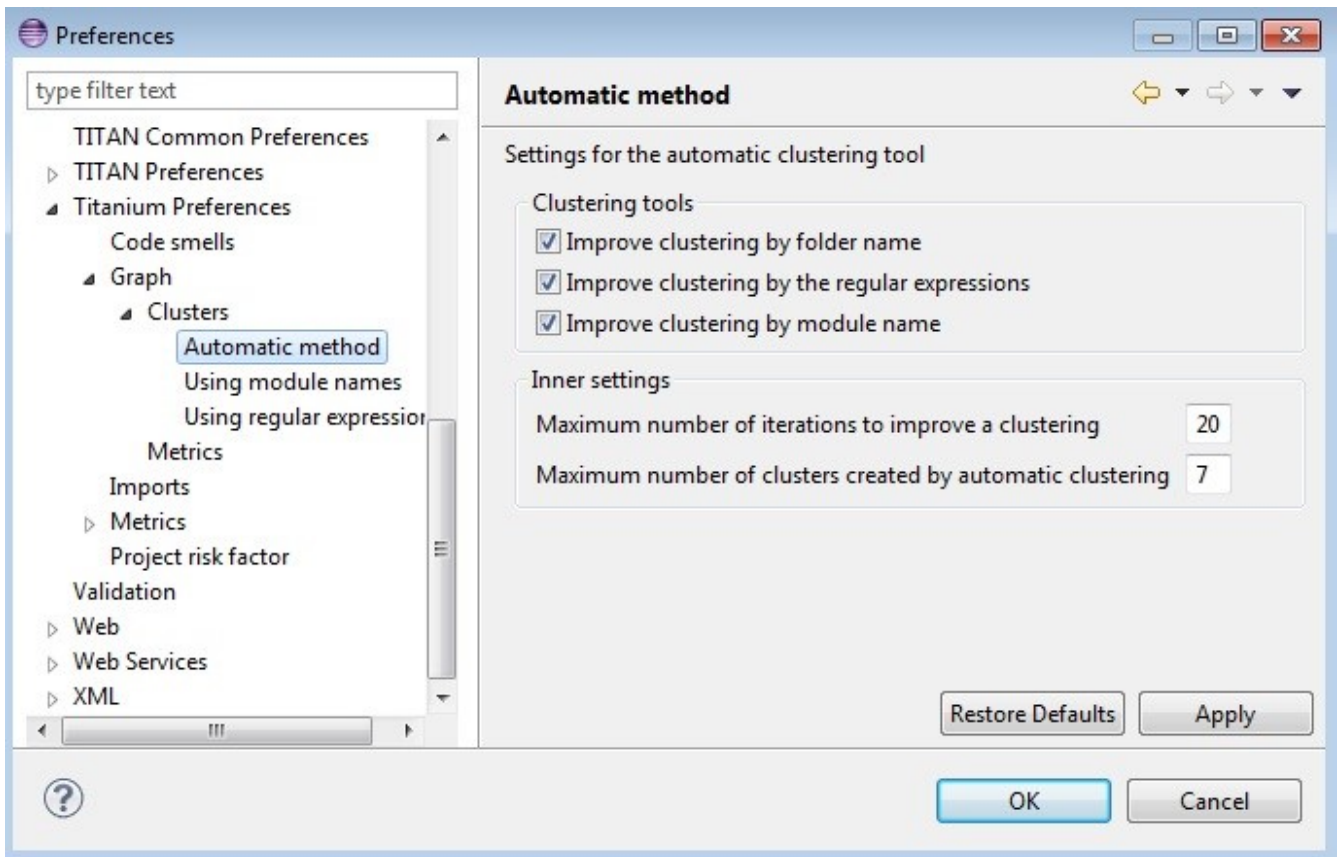 Preferences
type filter text
TITAN Common Preferences
TITAN Preferences
Titanium Preferences
Code smells
Graph
Clusters
Automatic method
Using module names
Using regular expression
Metrics
Imports
Metrics
Project risk factor
Validation
Web
Web Services
XML
Automatic method
Settings for the automatic clustering tool
Clustering tools
Improve clustering by folder name
Improve clustering by the regular expressions
Improve clustering by module name
Inner settings
Maximum number of iterations to improve a clustering 20
Maximum number of clusters created by automatic clustering 7
Restore Defaults Apply
OK Cancel